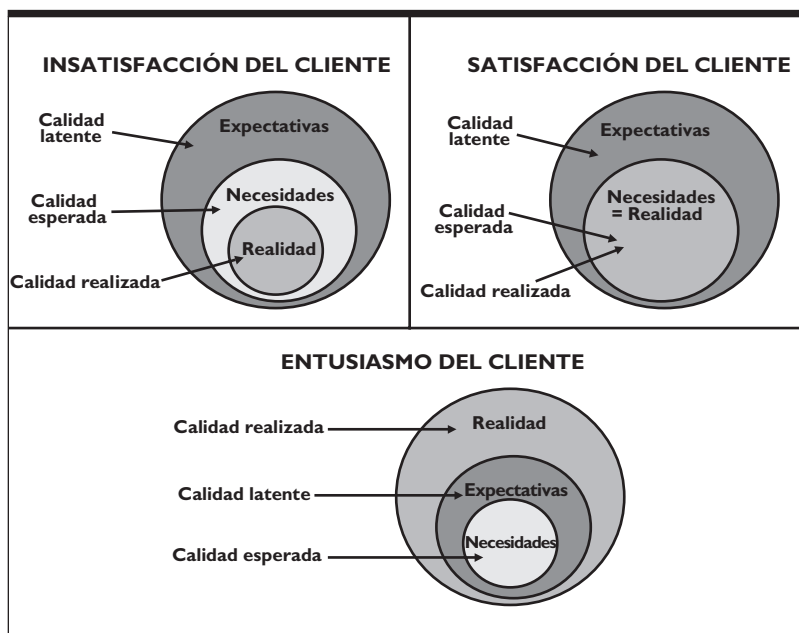 INSATISFACCIÓN DEL CLIENTE
Calidad
latente
Expectativas
Calidad
esperada
Necesidades
Realidad
Calidad realizada
SATISFACCIÓN DEL CLIENTE
Calidad
latente
Expectativas
Necesidades
= Realidad
Calidad
esperada
Calidad realizada
ENTUSIASMO DEL CLIENTE
Calidad realizada
Realidad
Calidad latente
Expectativas
Calidad esperada
Necesidades